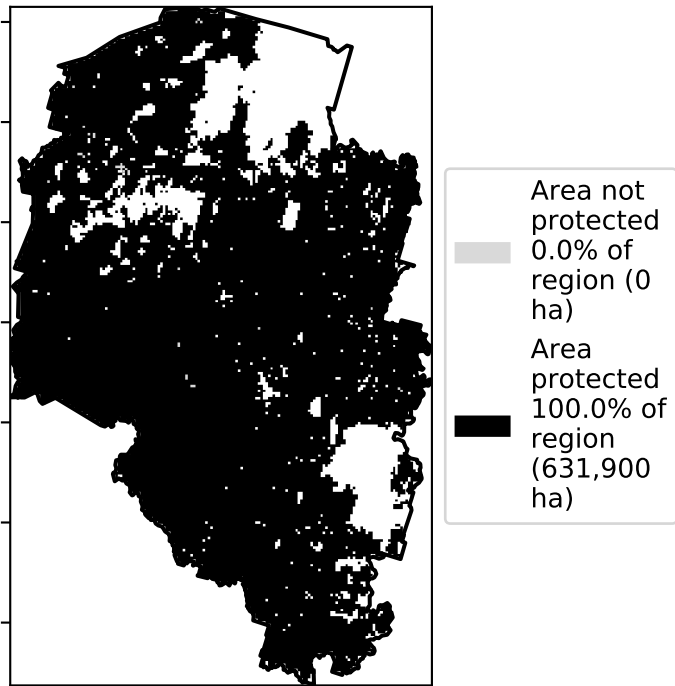 Area not
protected
0.0% of
region (0
ha)
Area
protected
100.0% of
region
(631,900
ha)